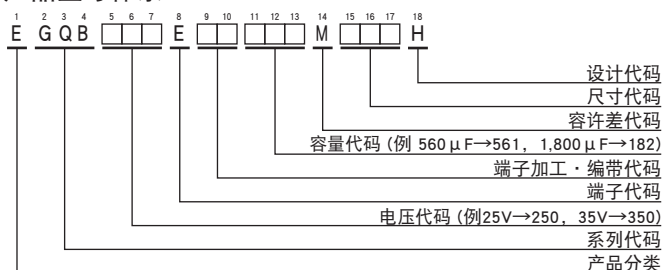 1 2 3 4 5 6 7 8 9 10 11 12 13 14 15 16 17 18
E G Q B □□□ E □□ □□□ M □□□ H
设计代码
尺寸代码
容许差代码
容量代码 (例 560μF→561, 1,800μF→182)
端子加工・编带代码
端子代码
电压代码 (例25V→250, 35V→350)
系列代码
产品分类